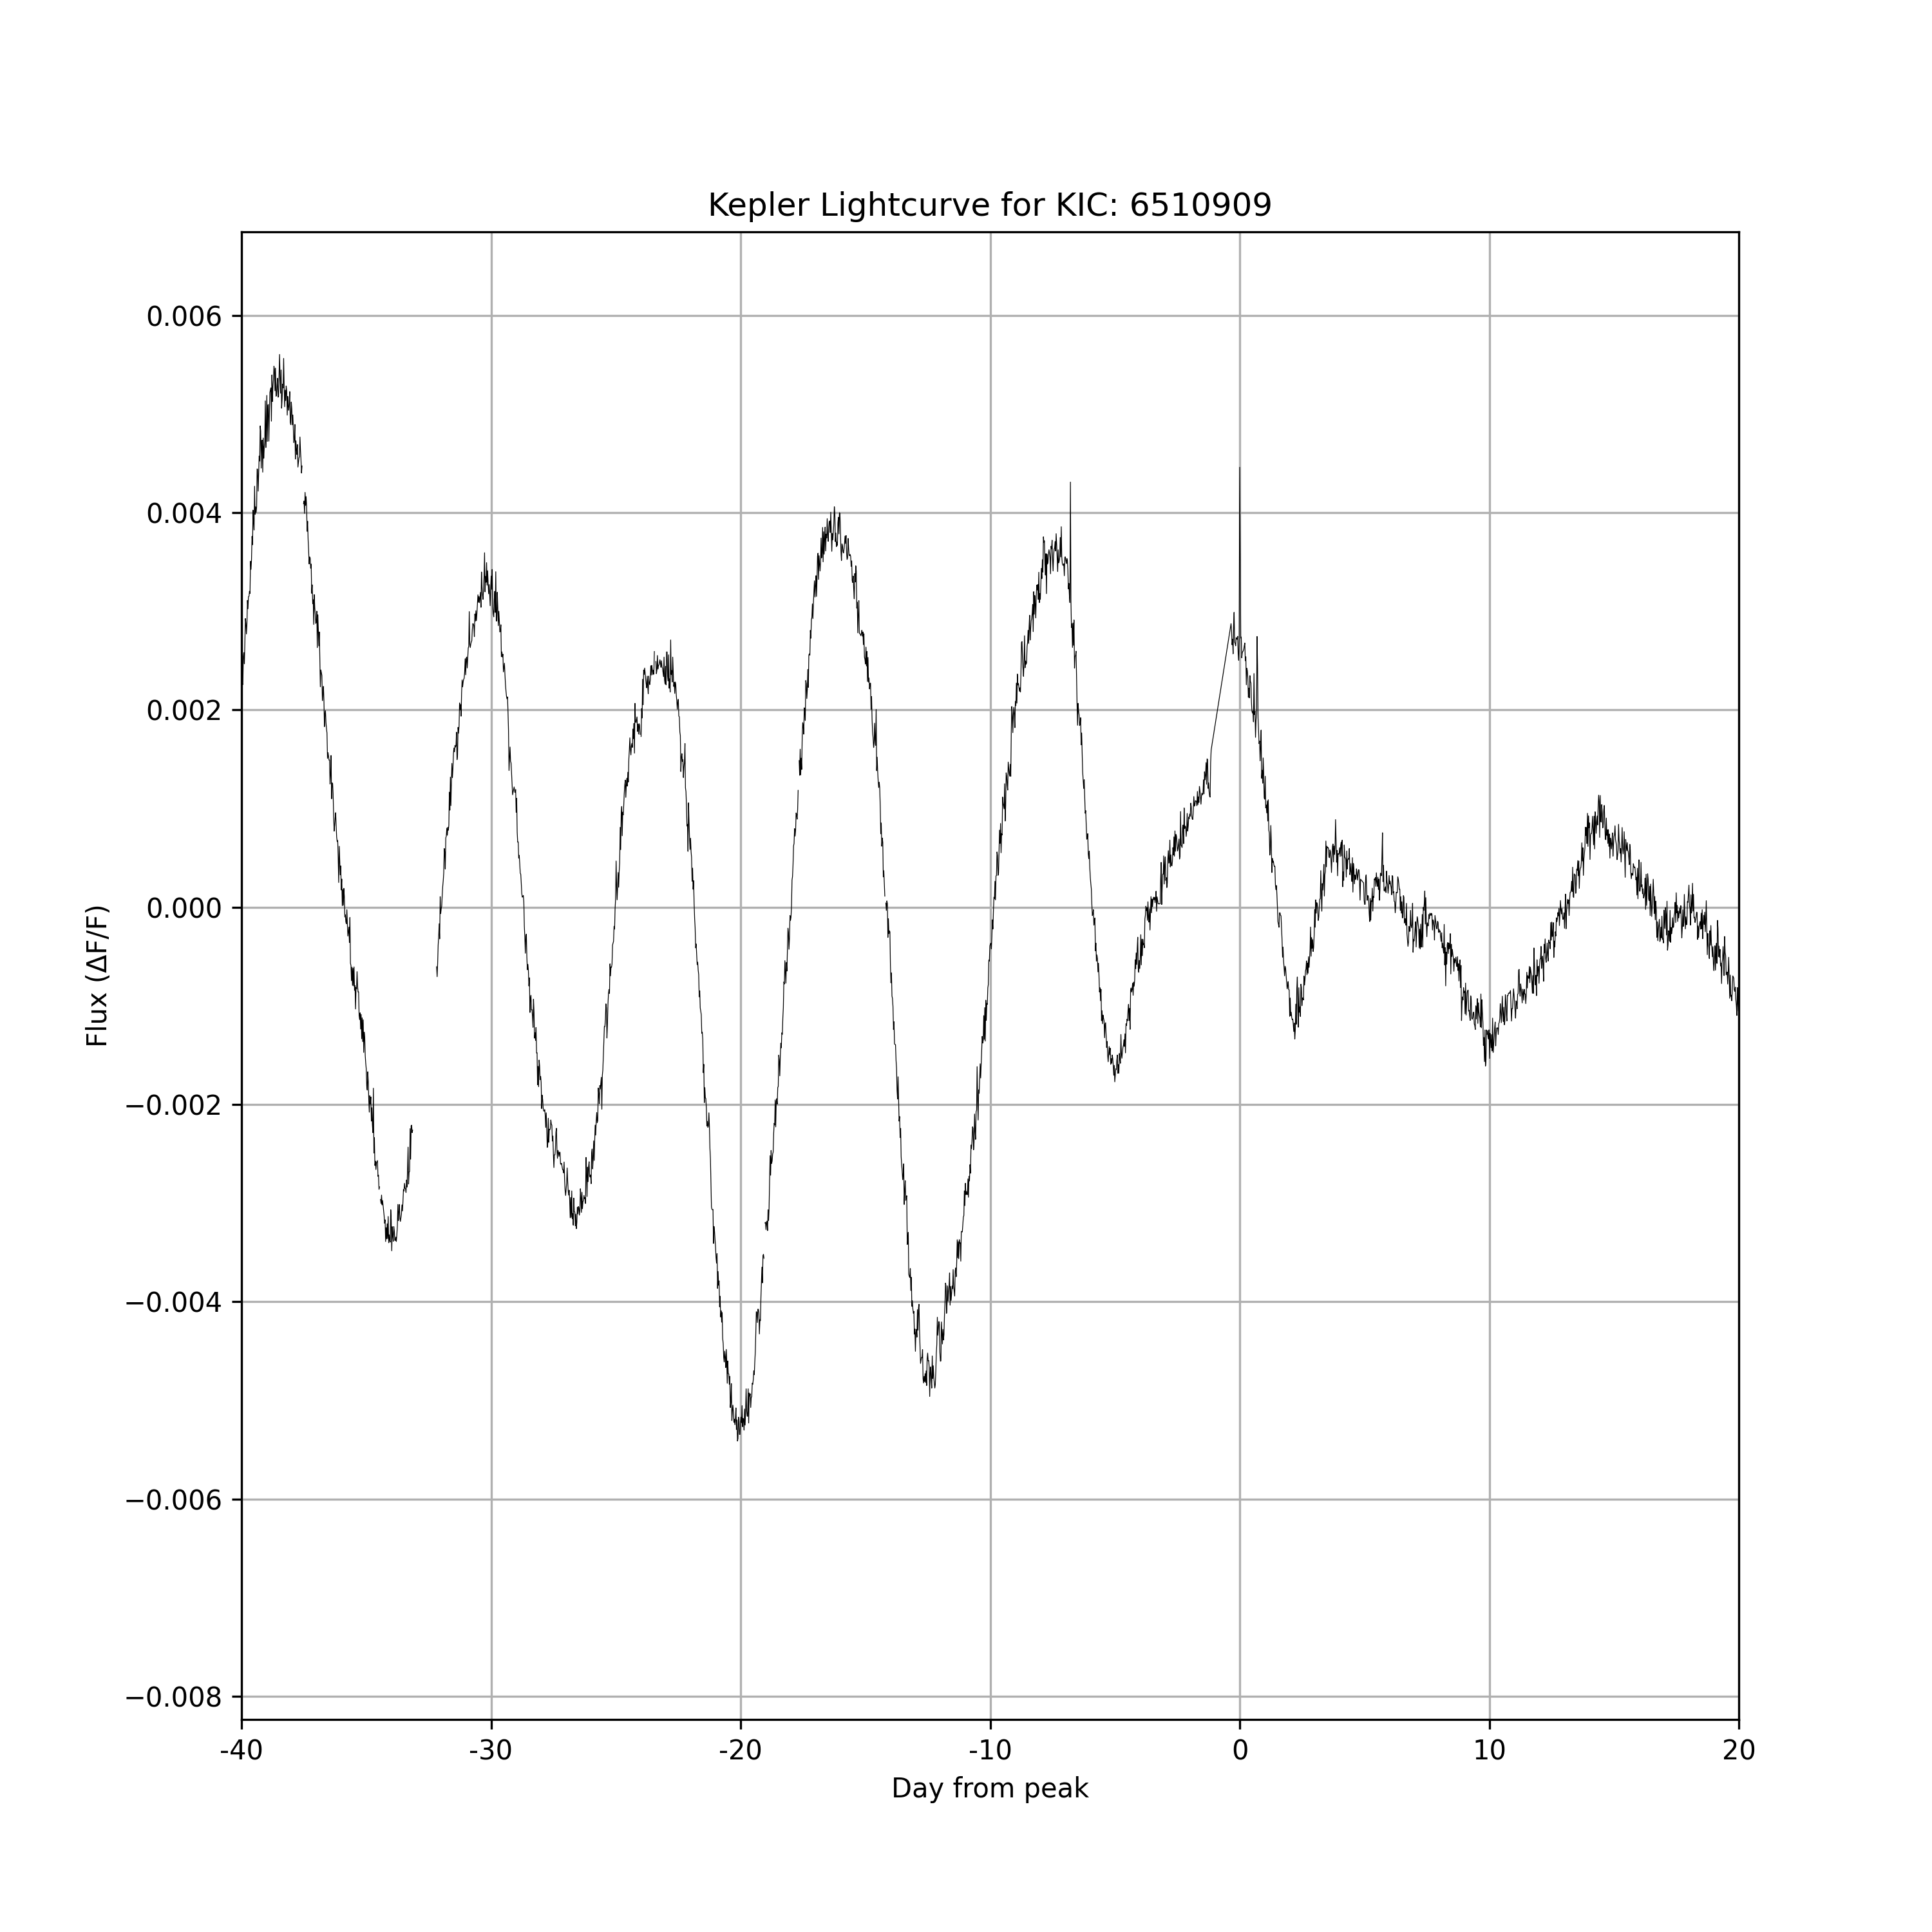 Kepler Lightcurve for KIC: 6510909
Flux (ΔF/F)
0.006
0.004
0.002
0.000
−0.002
−0.004
−0.006
−0.008
-40 -30 -20 -10 0 10 20
Day from peak